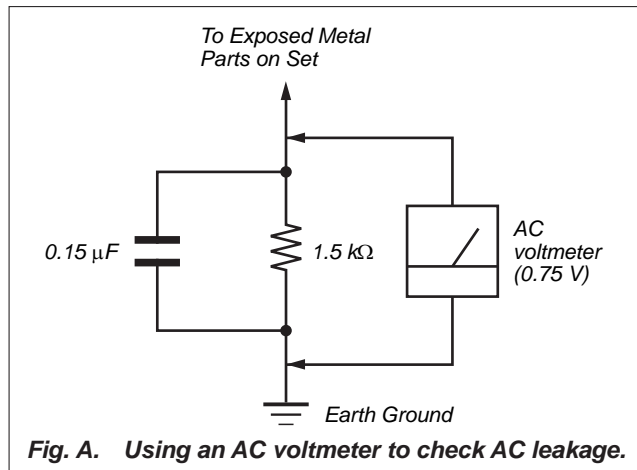 To Exposed Metal
Parts on Set
0.15 μF
1.5 kΩ
AC
voltmeter
(0.75 V)
Earth Ground
Fig. A. Using an AC voltmeter to check AC leakage.